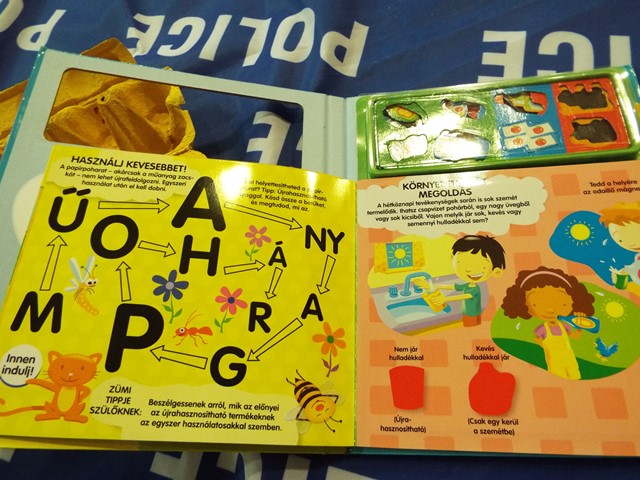 POLICE
POLICE
ICE
HASZNÁLJ KEVESEBBET!
A papírpoharat – akárcsak a műanyag zacs-
kót – nem lehet újrafeldolgozni. Egyszeri
használat után el kell dobni.
helyettesítheted a
Tipp: Újrahasznosítható
Kösd össze a betűket,
és megtudod, mi az.
A
Ű
O
H
Á
NY
M
P
R
A
G
Innen
indulj!
ZÜMI
TIPPJE
SZÜLŐKNEK:
Beszélgessenek arról, mik az előnyei
az újrahasznosítható termékeknek
az egyszer használatosakkal szemben.
MEGOLDÁS
A hétköznapi tevékenységek során is sok szemét
termelődik. Ihatsz csapvizet pohárból, egy nagy üvegből
vagy sok kicsiből. Vajon melyik jár sok, kevés vagy
semennyi hulladékkal sem?
Tedd a helyére
az odaillő
Nem jár
hulladékkal
Kevés
hulladékkal jár
(Újra-
hasznosítható)
(Csak egy kerül
a szemétbe)